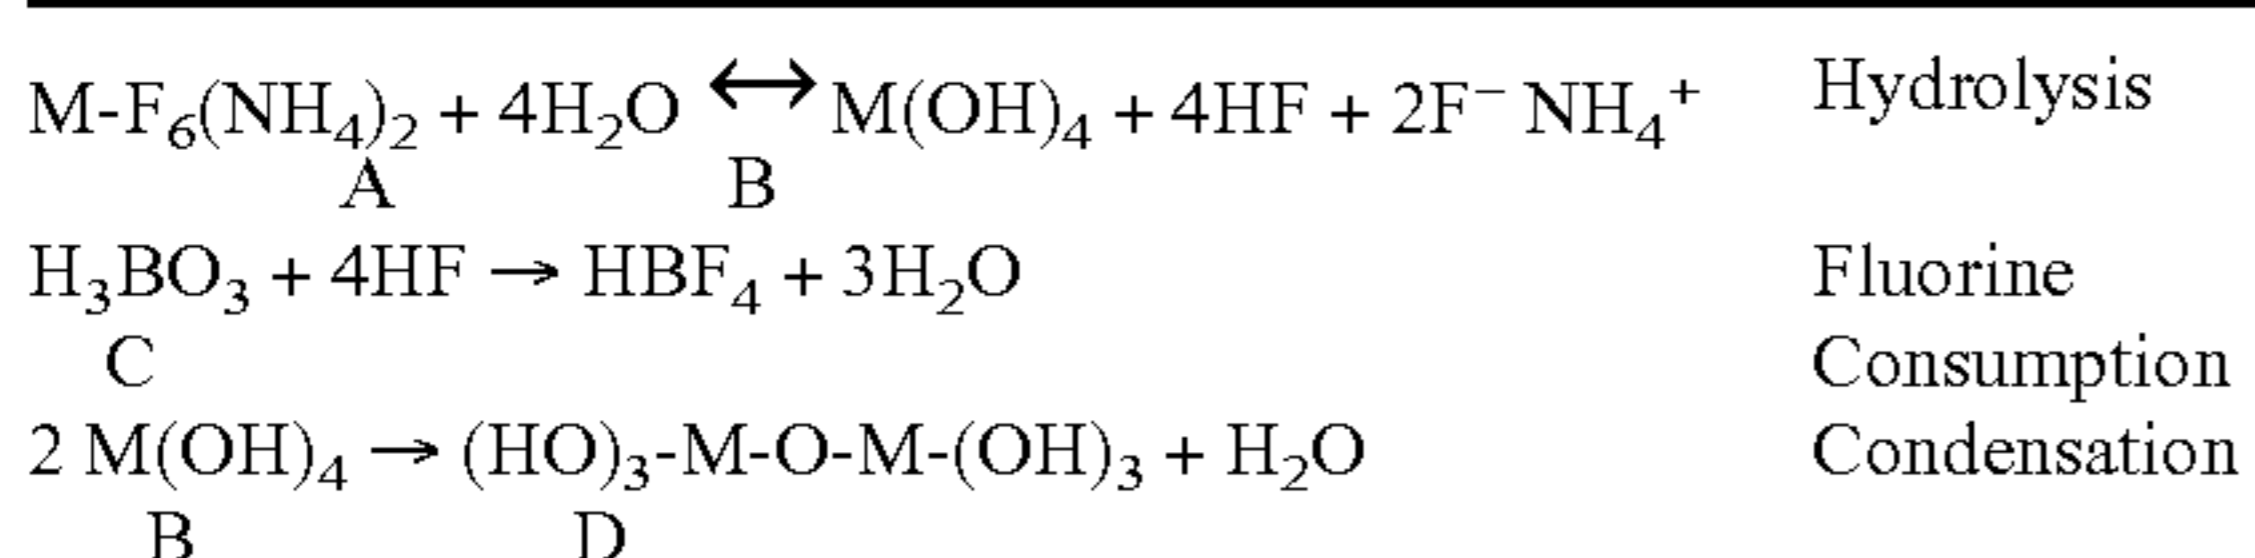 M-F₆(NH₄)₂ + 4H₂O ↔ M(OH)₄ + 4HF + 2F⁻ NH₄⁺ Hydrolysis
A B
H₃BO₃ + 4HF → HBF₄ + 3H₂O Fluorine
C Consumption
2 M(OH)₄ → (HO)₃-M-O-M-(OH)₃ + H₂O Condensation
B D